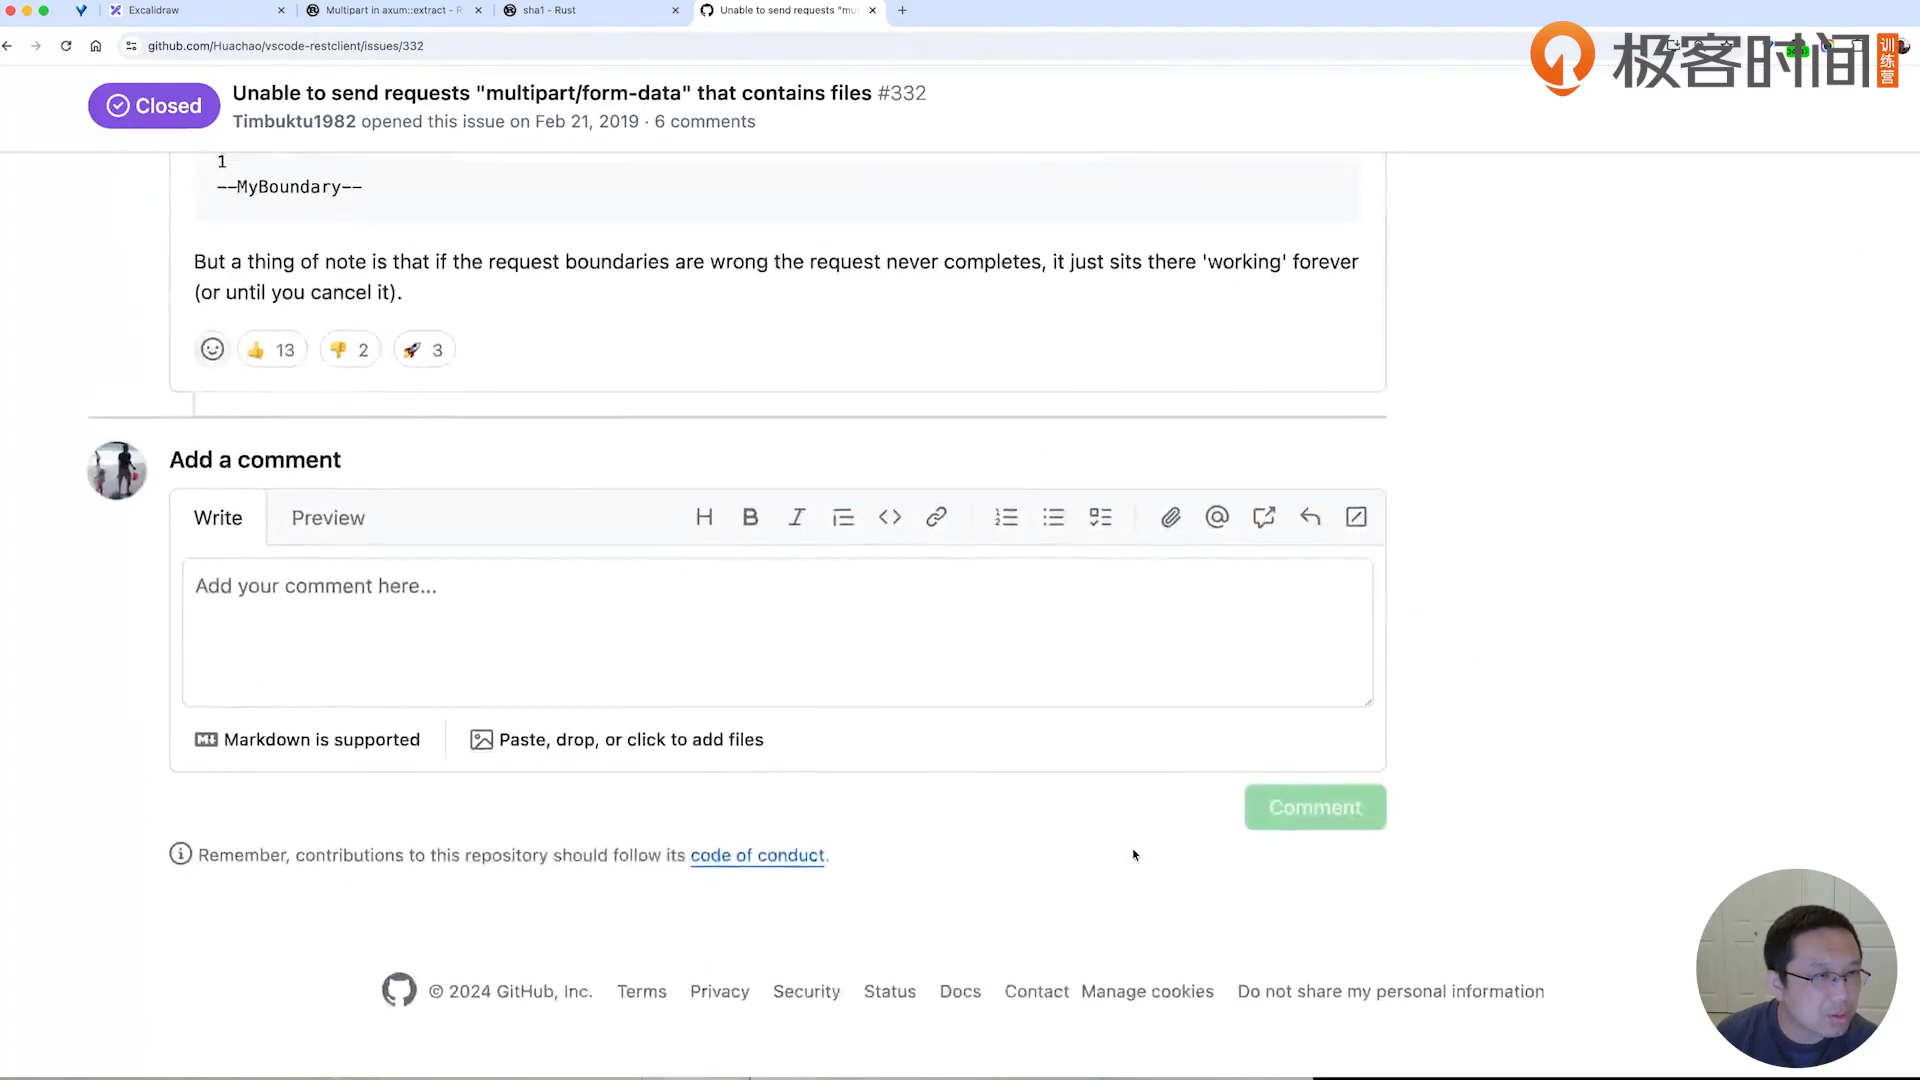 Excalidraw
Multipart in axum::extract - R
sha1 - Rust
Unable to send requests "mu
github.com/Huachao/vscode-restclient/issues/332
极客时间
训练营
Closed
Unable to send requests "multipart/form-data" that contains files #332
Timbuktu1982 opened this issue on Feb 21, 2019 · 6 comments
1
--MyBoundary--
But a thing of note is that if the request boundaries are wrong the request never completes, it just sits there 'working' forever
(or until you cancel it).
13
2
3
Add a comment
Write
Preview
Add your comment here...
Markdown is supported
Paste, drop, or click to add files
Comment
Remember, contributions to this repository should follow its code of conduct.
© 2024 GitHub, Inc.
Terms
Privacy
Security
Status
Docs
Contact
Manage cookies
Do not share my personal information